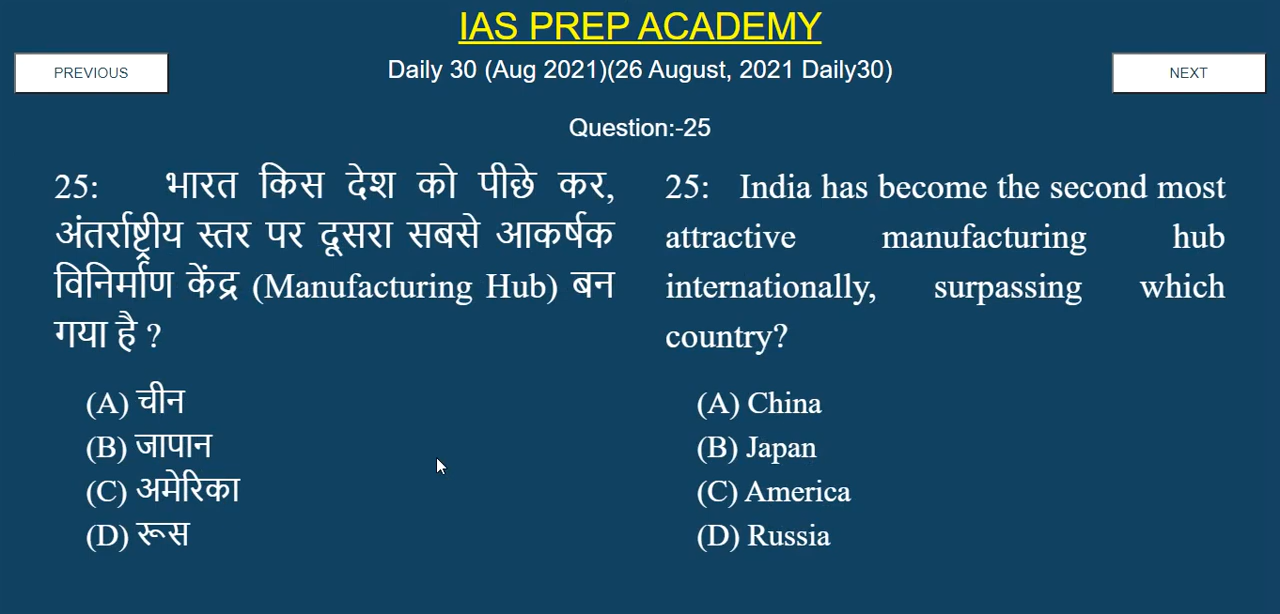 IAS PREP ACADEMY
PREVIOUS
Daily 30 (Aug 2021)(26 August, 2021 Daily30)
NEXT
Question:-25
25: भारत किस देश को पीछे कर,
अंतर्राष्ट्रीय स्तर पर दूसरा सबसे आकर्षक
विनिर्माण केंद्र (Manufacturing Hub) बन
गया है ?
(A) चीन
(B) जापान
(C) अमेरिका
(D) रूस
25: India has become the second most
attractive manufacturing hub
internationally, surpassing which
country?
(A) China
(B) Japan
(C) America
(D) Russia